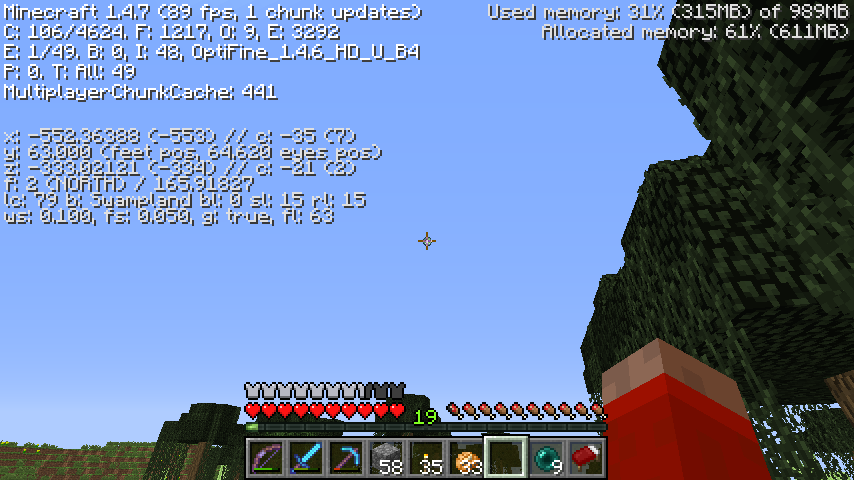 Minecraft 1.4.7 (89 fps, 1 chunk updates)
C: 106/4624, F: 1217, O: 9, E: 3292
E: 1/49, B: 0, I: 48, OptiFine_1.4.6_HD_U_B4
P: 0, T: All: 49
MultiplayerChunkCache: 441
Used memory: 31% (315MB) of 989MB
Allocated memory: 61% (611MB)
x: -552.36388 (-553) // c: -35 (7)
y: 63.000 (feet pos, 64.620 eyes pos)
z: -333.02121 (-334) // c: -21 (2)
f: 2 (NORTH) / 165.91827
lc: 79 b: Swampland bl: 0 sl: 15 rl: 15
ws: 0.100, fs: 0.050, g: true, fl: 63
19
58 35 33 9